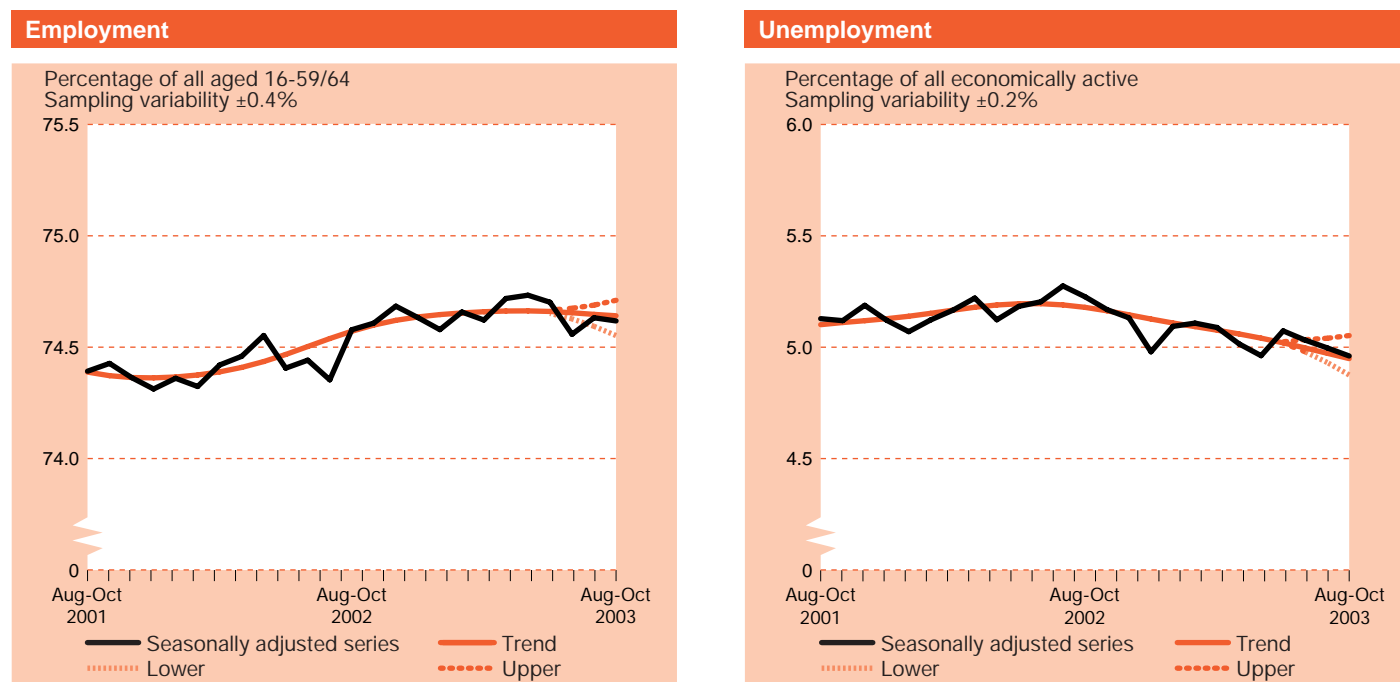 Employment
Percentage of all aged 16-59/64
Sampling variability ±0.4%
75.5
75.0
74.5
74.0
0
Aug-Oct 2001
Aug-Oct 2002
Aug-Oct 2003
Seasonally adjusted series
Trend
Lower
Upper
Unemployment
Percentage of all economically active
Sampling variability ±0.2%
6.0
5.5
5.0
4.5
0
Aug-Oct 2001
Aug-Oct 2002
Aug-Oct 2003
Seasonally adjusted series
Trend
Lower
Upper